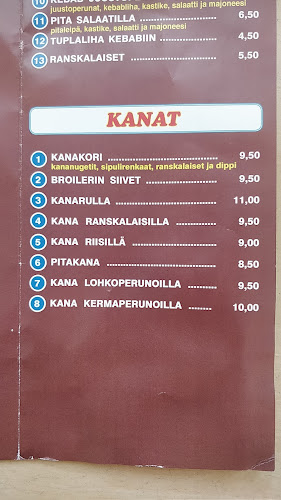 10 KEBAB
juustoperunat, kebabliha, kastike, salaatti ja majoneesi
11 PITA SALAATILLA ........................ 6,50
pitaleipä, kastike, salaatti ja majoneesi
12 TUPLALIHA KEBABIIN ................ 4,50
13 RANSKALAISET .......................... 5,50
KANAT
1 KANAKORI .................................. 9,50
kananugetit, sipulirenkaat, ranskalaiset ja dippi
2 BROILERIN SIIVET ..................... 9,50
3 KANARULLA ............................... 11,00
4 KANA RANSKALAISILLA ............ 9,50
5 KANA RIISILLÄ ........................... 9,00
6 PITAKANA .................................. 8,50
7 KANA LOHKOPERUNOILLA ........ 9,50
8 KANA KERMAPERUNOILLA ........ 10,00